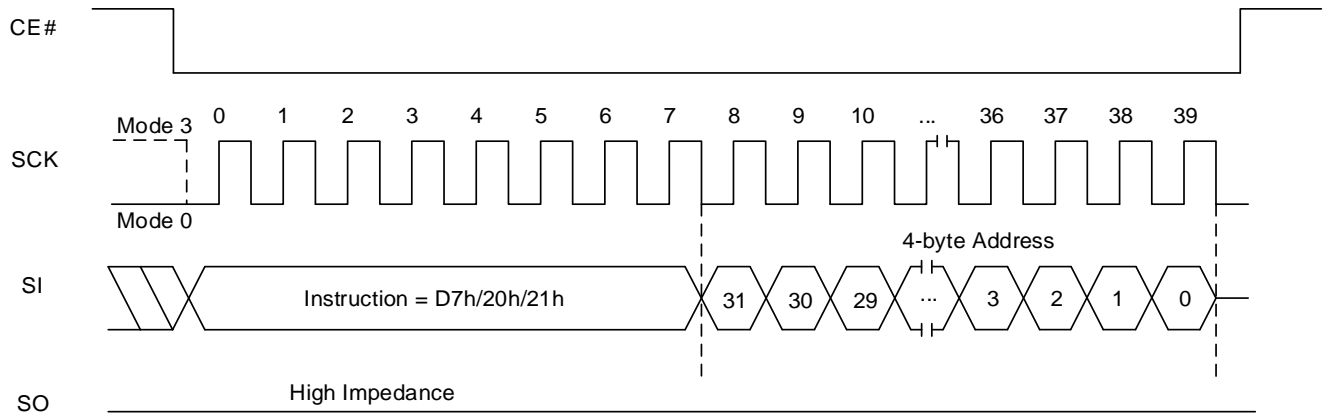 CE#
Mode 3
0 1 2 3 4 5 6 7 8 9 10 ... 36 37 38 39
SCK
Mode 0
4-byte Address
SI
Instruction = D7h/20h/21h 31 30 29 ... 3 2 1 0
High Impedance
SO